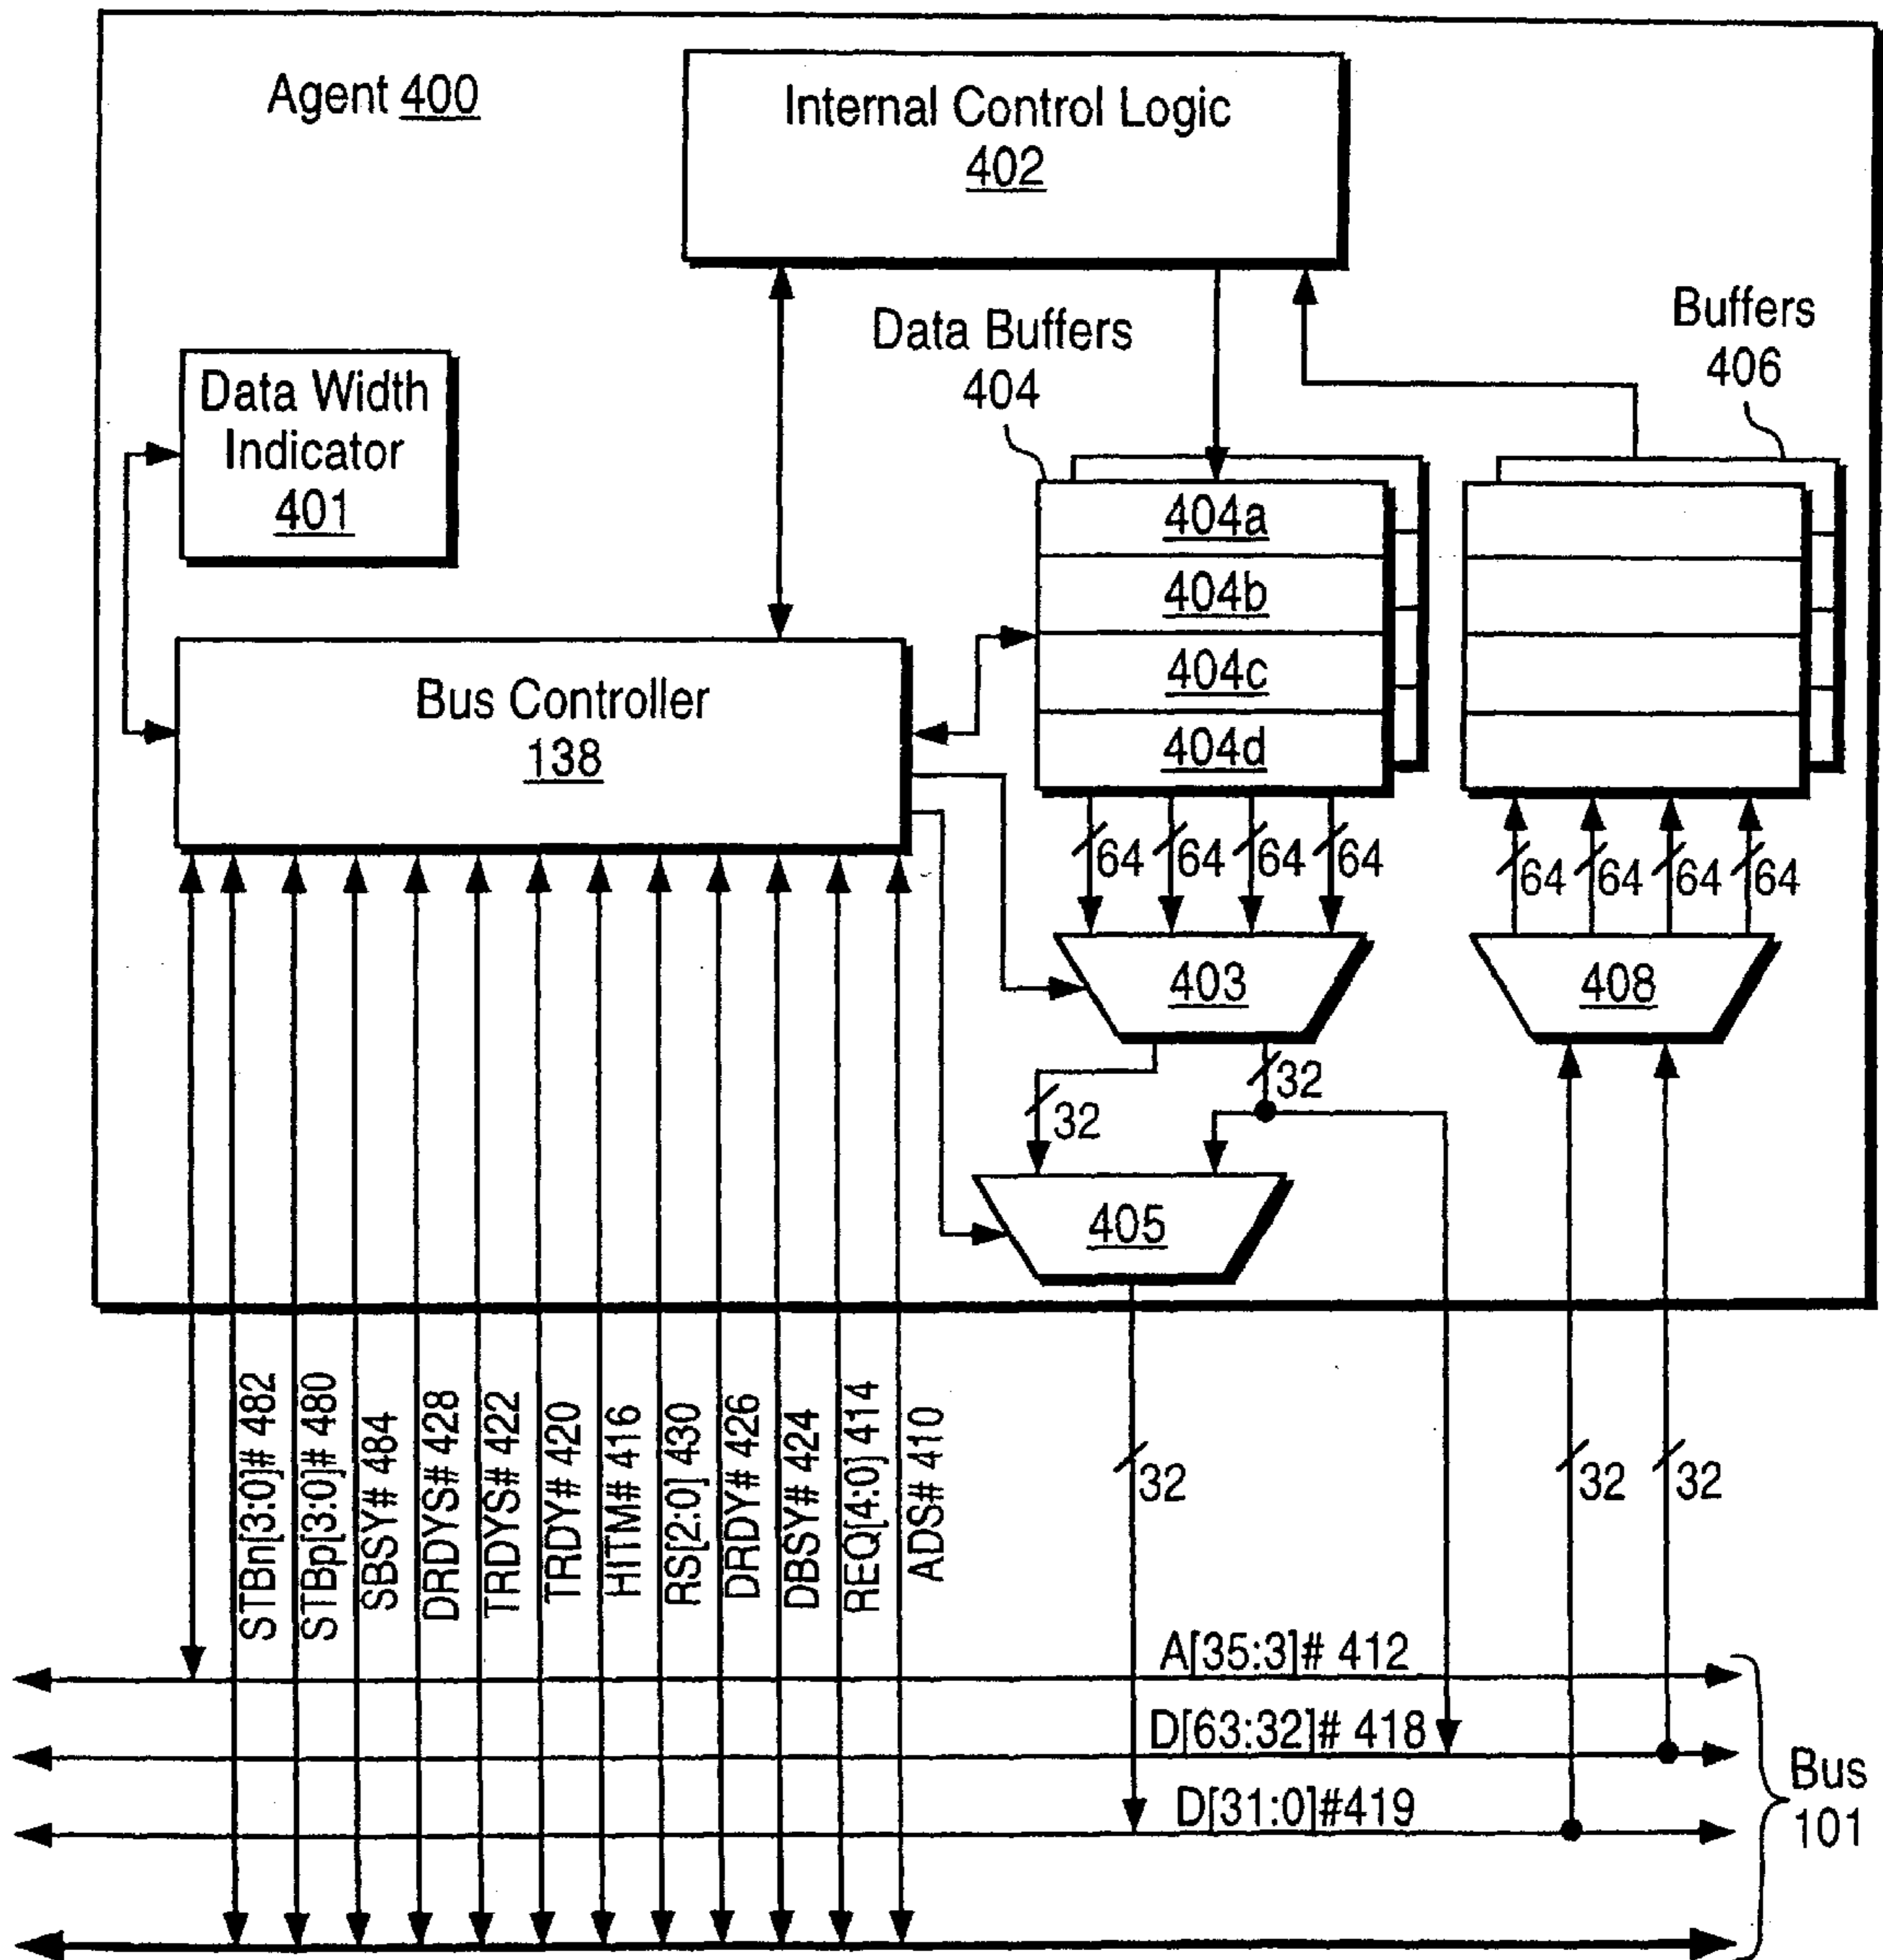 Agent 400
Internal Control Logic
402
Data Buffers
404
Buffers
406
Data Width
Indicator
401
404a
404b
404c
404d
Bus Controller
138
64 64 64 64
64 64 64 64
403
408
32
32
405
STBn[3:0]# 482
STBp[3:0]# 480
SBSY# 484
DRDYS# 428
TRDYS# 422
TRDY# 420
HITM# 416
RS[2:0] 430
DRDY# 426
DBSY# 424
REQ[4:0] 414
ADS# 410
32
32
32
A[35:3]# 412
D[63:32]# 418
D[31:0]#419
Bus
101